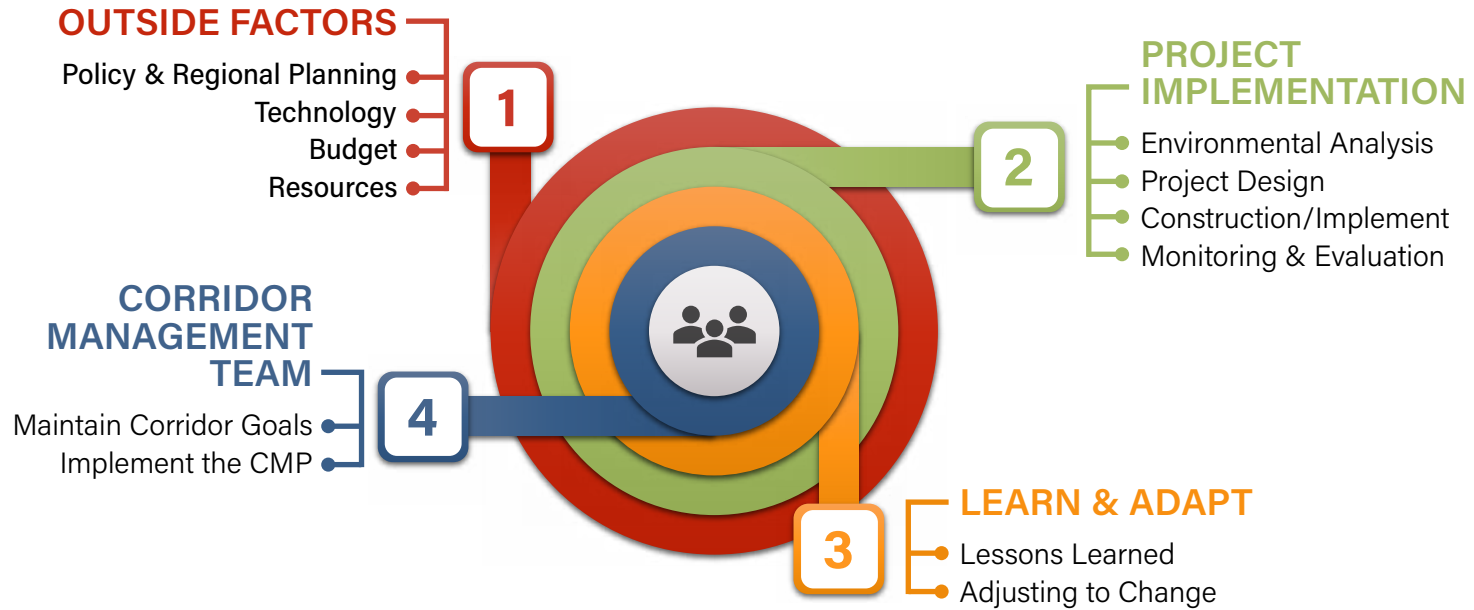 OUTSIDE FACTORS
Policy & Regional Planning
Technology
Budget
Resources
1
PROJECT
IMPLEMENTATION
2
Environmental Analysis
Project Design
Construction/Implement
Monitoring & Evaluation
CORRIDOR
MANAGEMENT
TEAM
4
Maintain Corridor Goals
Implement the CMP
LEARN & ADAPT
3
Lessons Learned
Adjusting to Change